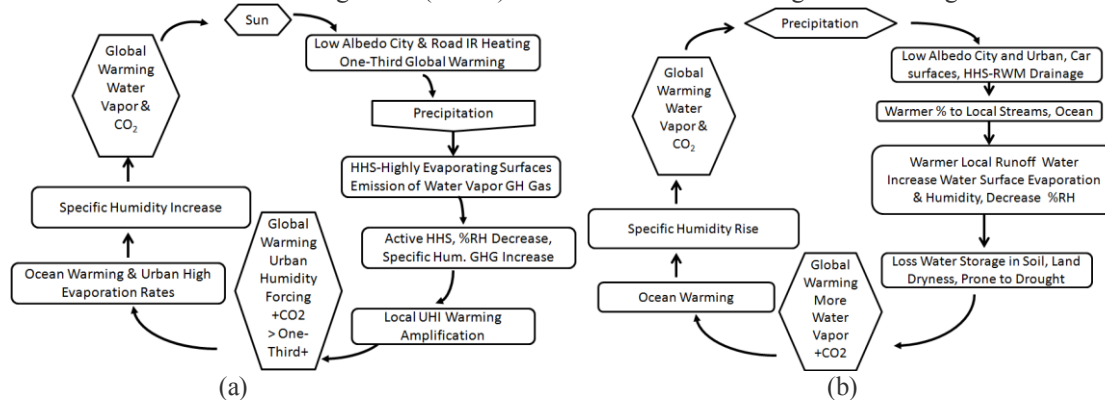 Sun
Low Albedo City & Road IR Heating
One-Third Global Warming
Precipitation
HHS-Highly Evaporating Surfaces
Emission of Water Vapor GH Gas
Active HHS, %RH Decrease,
Specific Hum. GHG Increase
Local UHI Warming
Amplification
Global
Warming
Urban
Humidity
Forcing
+CO2
> One-
Third+
Ocean Warming & Urban High
Evaporation Rates
Specific Humidity Increase
Global
Warming
Water
Vapor &
CO2
(a)
Precipitation
Low Albedo City and Urban, Car
surfaces, HHS-RWM Drainage
Warmer % to Local Streams, Ocean
Warmer Local Runoff Water
Increase Water Surface Evaporation
& Humidity, Decrease %RH
Loss Water Storage in Soil, Land
Dryness, Prone to Drought
Global
Warming
More
Water
Vapor
+CO2
Ocean Warming
Specific Humidity Rise
Global
Warming
Water
Vapor &
CO2
(b)